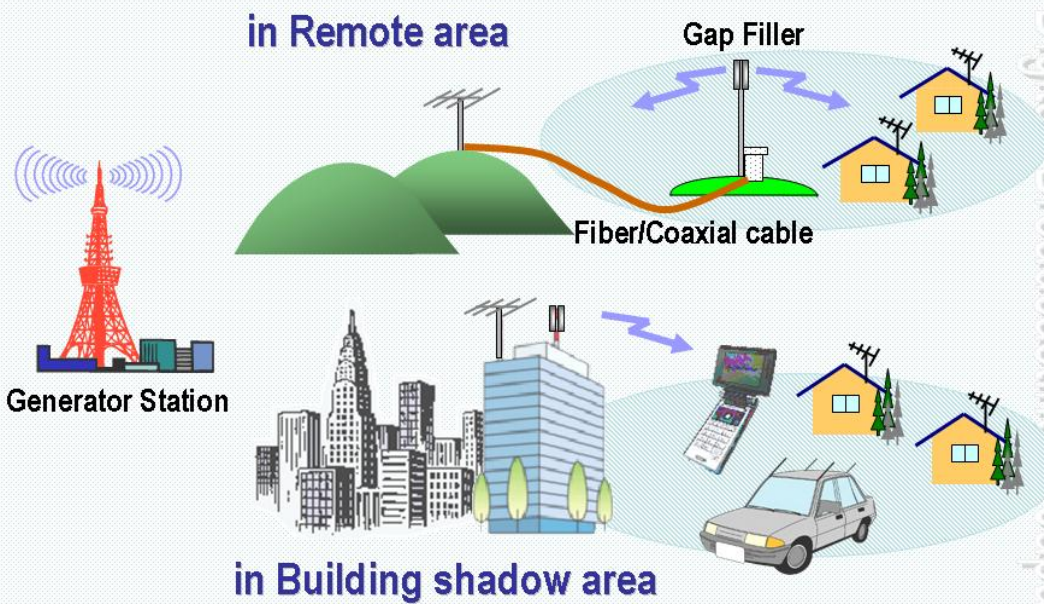 in Remote area
Gap Filler
Fiber/Coaxial cable
Generator Station
in Building shadow area